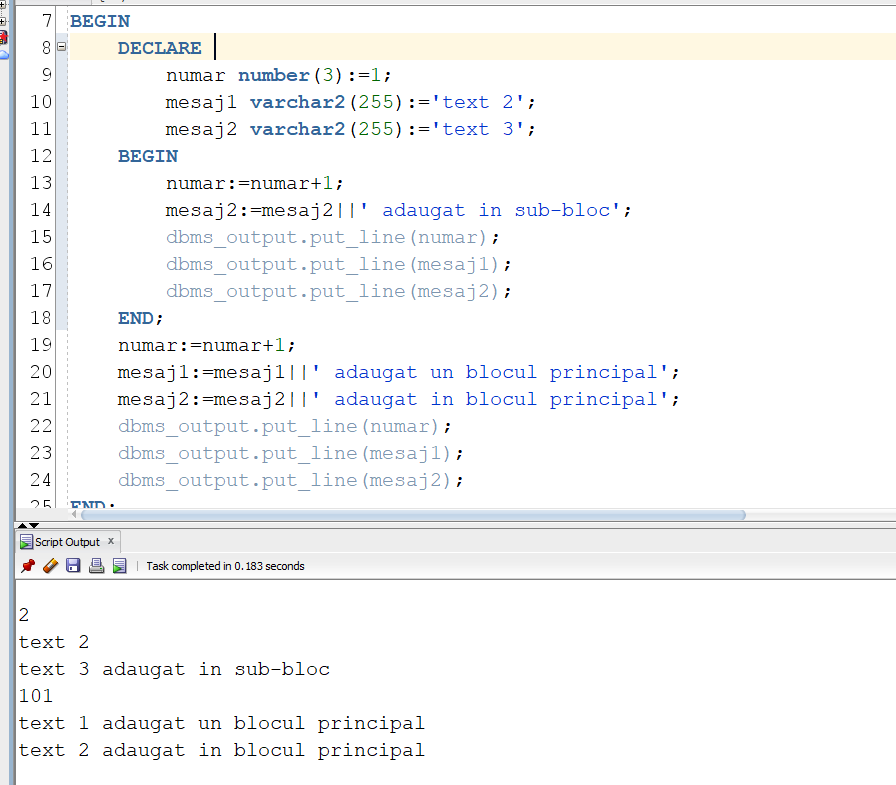 7 BEGIN
8 DECLARE
9 numar number(3):=1;
10 mesaj1 varchar2(255):='text 2';
11 mesaj2 varchar2(255):='text 3';
12 BEGIN
13 numar:=numar+1;
14 mesaj2:=mesaj2||' adaugat in sub-bloc';
15 dbms_output.put_line(numar);
16 dbms_output.put_line(mesaj1);
17 dbms_output.put_line(mesaj2);
18 END;
19 numar:=numar+1;
20 mesaj1:=mesaj1||' adaugat un blocul principal';
21 mesaj2:=mesaj2||' adaugat in blocul principal';
22 dbms_output.put_line(numar);
23 dbms_output.put_line(mesaj1);
24 dbms_output.put_line(mesaj2);
25 END;
Script Output x
Task completed in 0.183 seconds
2
text 2
text 3 adaugat in sub-bloc
101
text 1 adaugat un blocul principal
text 2 adaugat in blocul principal